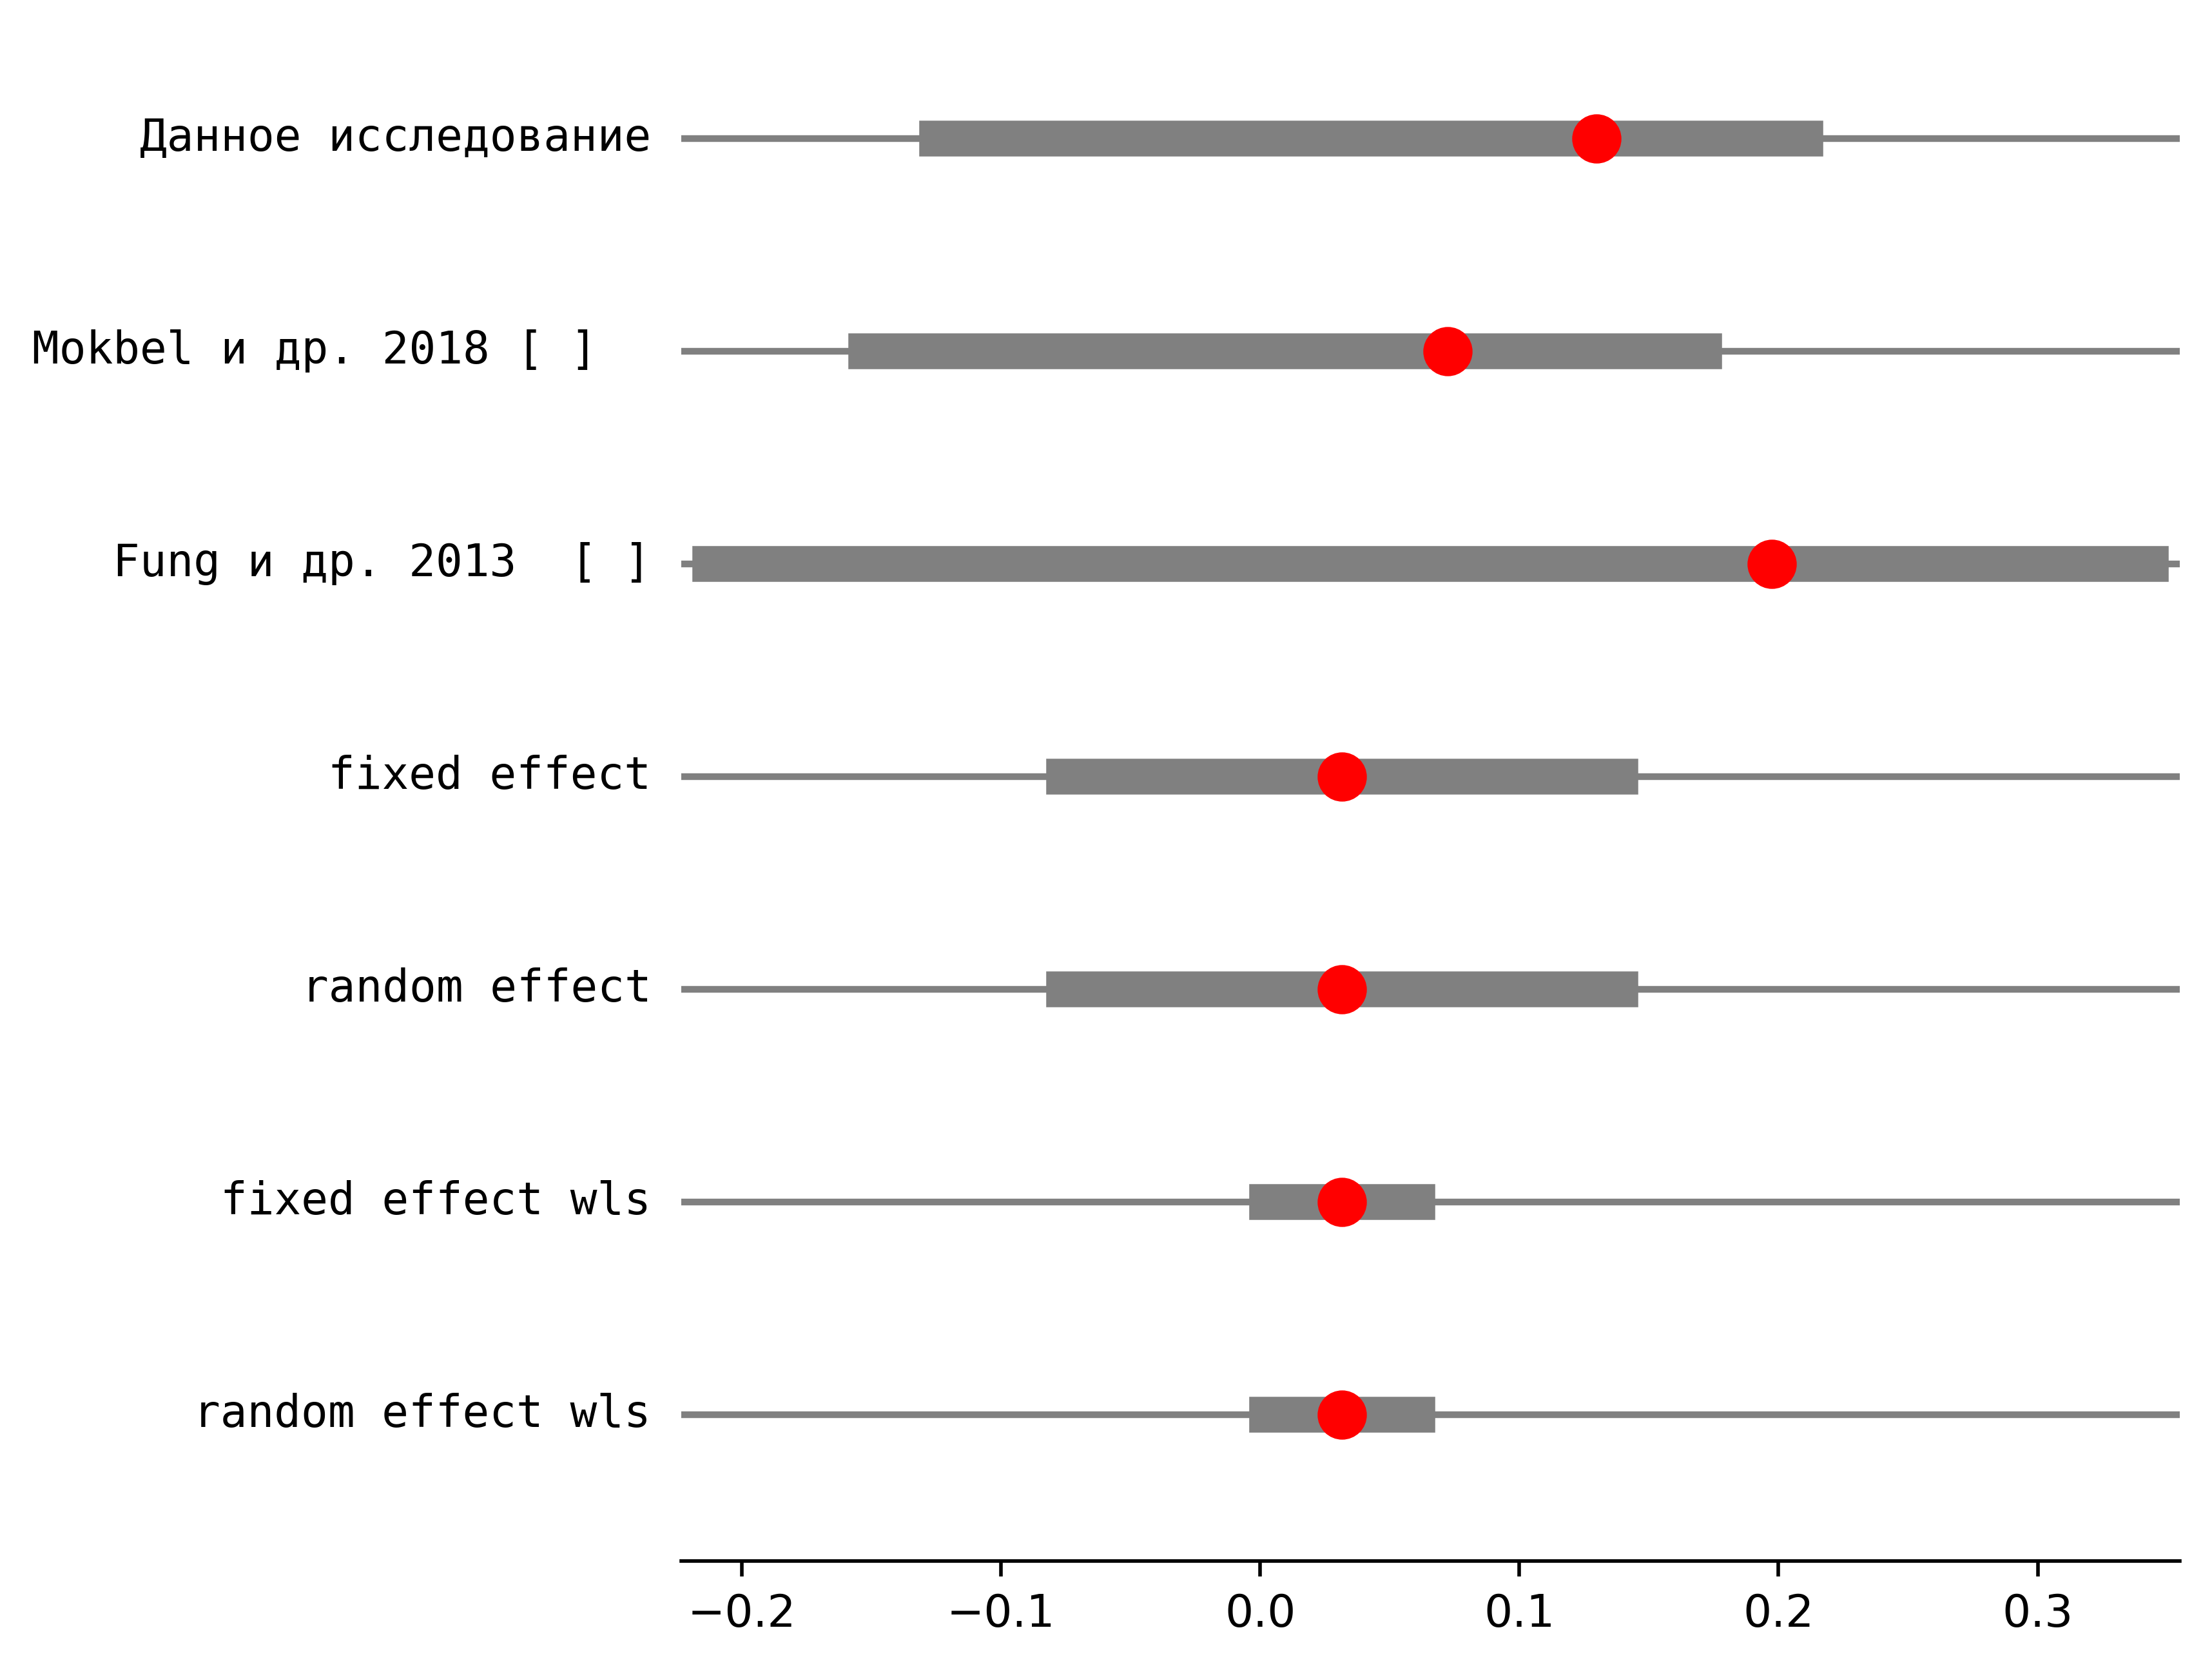 Данное исследование
Mokbel и др. 2018 [ ]
Fung и др. 2013  [ ]
fixed effect
random effect
fixed effect wls
random effect wls
−0.2 −0.1 0.0 0.1 0.2 0.3